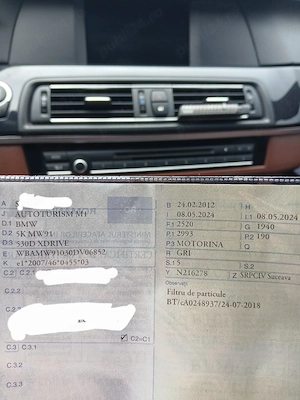 A S
J AUTOTURISM M1
D.1 BMW
D.2 5K MW91
D.3 530D XDRIVE
E WBAMW91030DV06852
K e1*2007/46*0455*03
C.2 C.2.1
C.2.2
C.2.3
C2=C1
C.3 C.3.1
C.3.2
C.3.3
B 24.02.2012 H
I 08.05.2024 I.1 08.05.2024
F.1 2520 G 1940
P.1 2993 P.2 190
P.3 MOTORINA Q
R GRI
S.1 5 S.2
Y N216278 Z SRPCIV Suceava
Observații
Filtru de particule
BT/cA0248937/24-07-2018